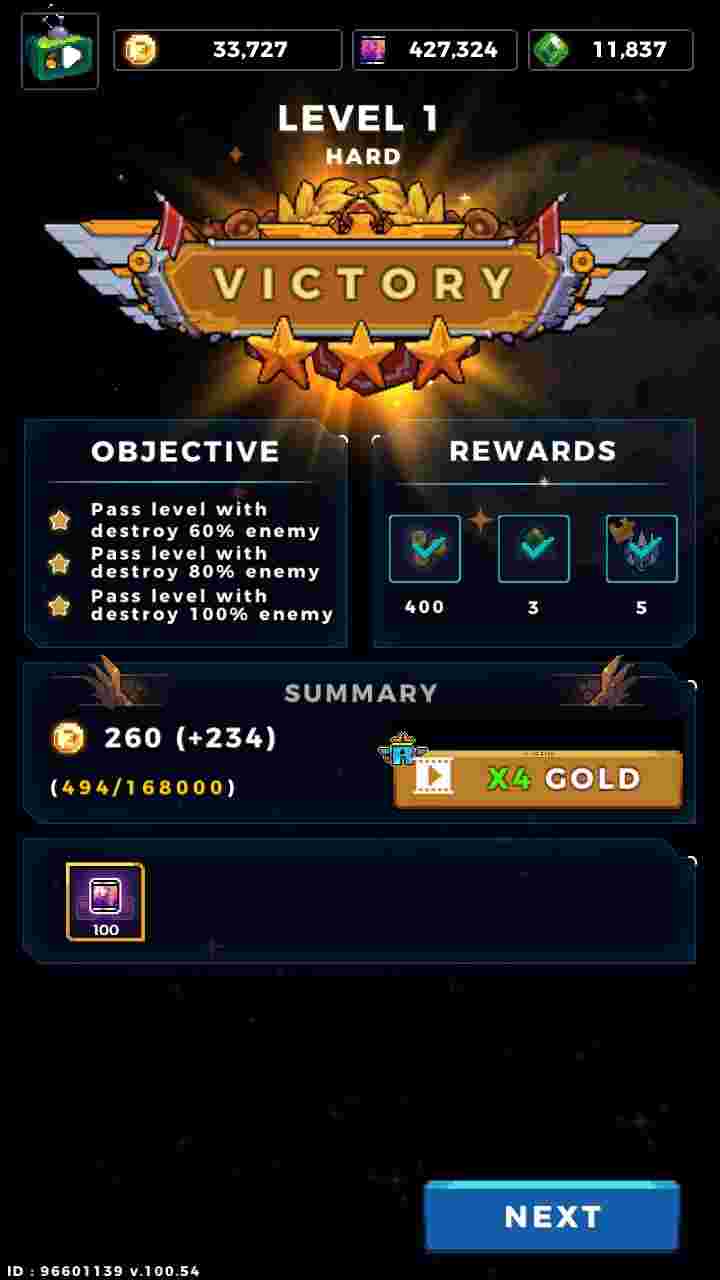 33,727
427,324
11,837
LEVEL 1
HARD
VICTORY
OBJECTIVE
Pass level with
destroy 60% enemy
Pass level with
destroy 80% enemy
Pass level with
destroy 100% enemy
REWARDS
400
3
5
SUMMARY
260 (+234)
(494/168000)
X4 GOLD
100
NEXT
ID : 96601139 v.100.54